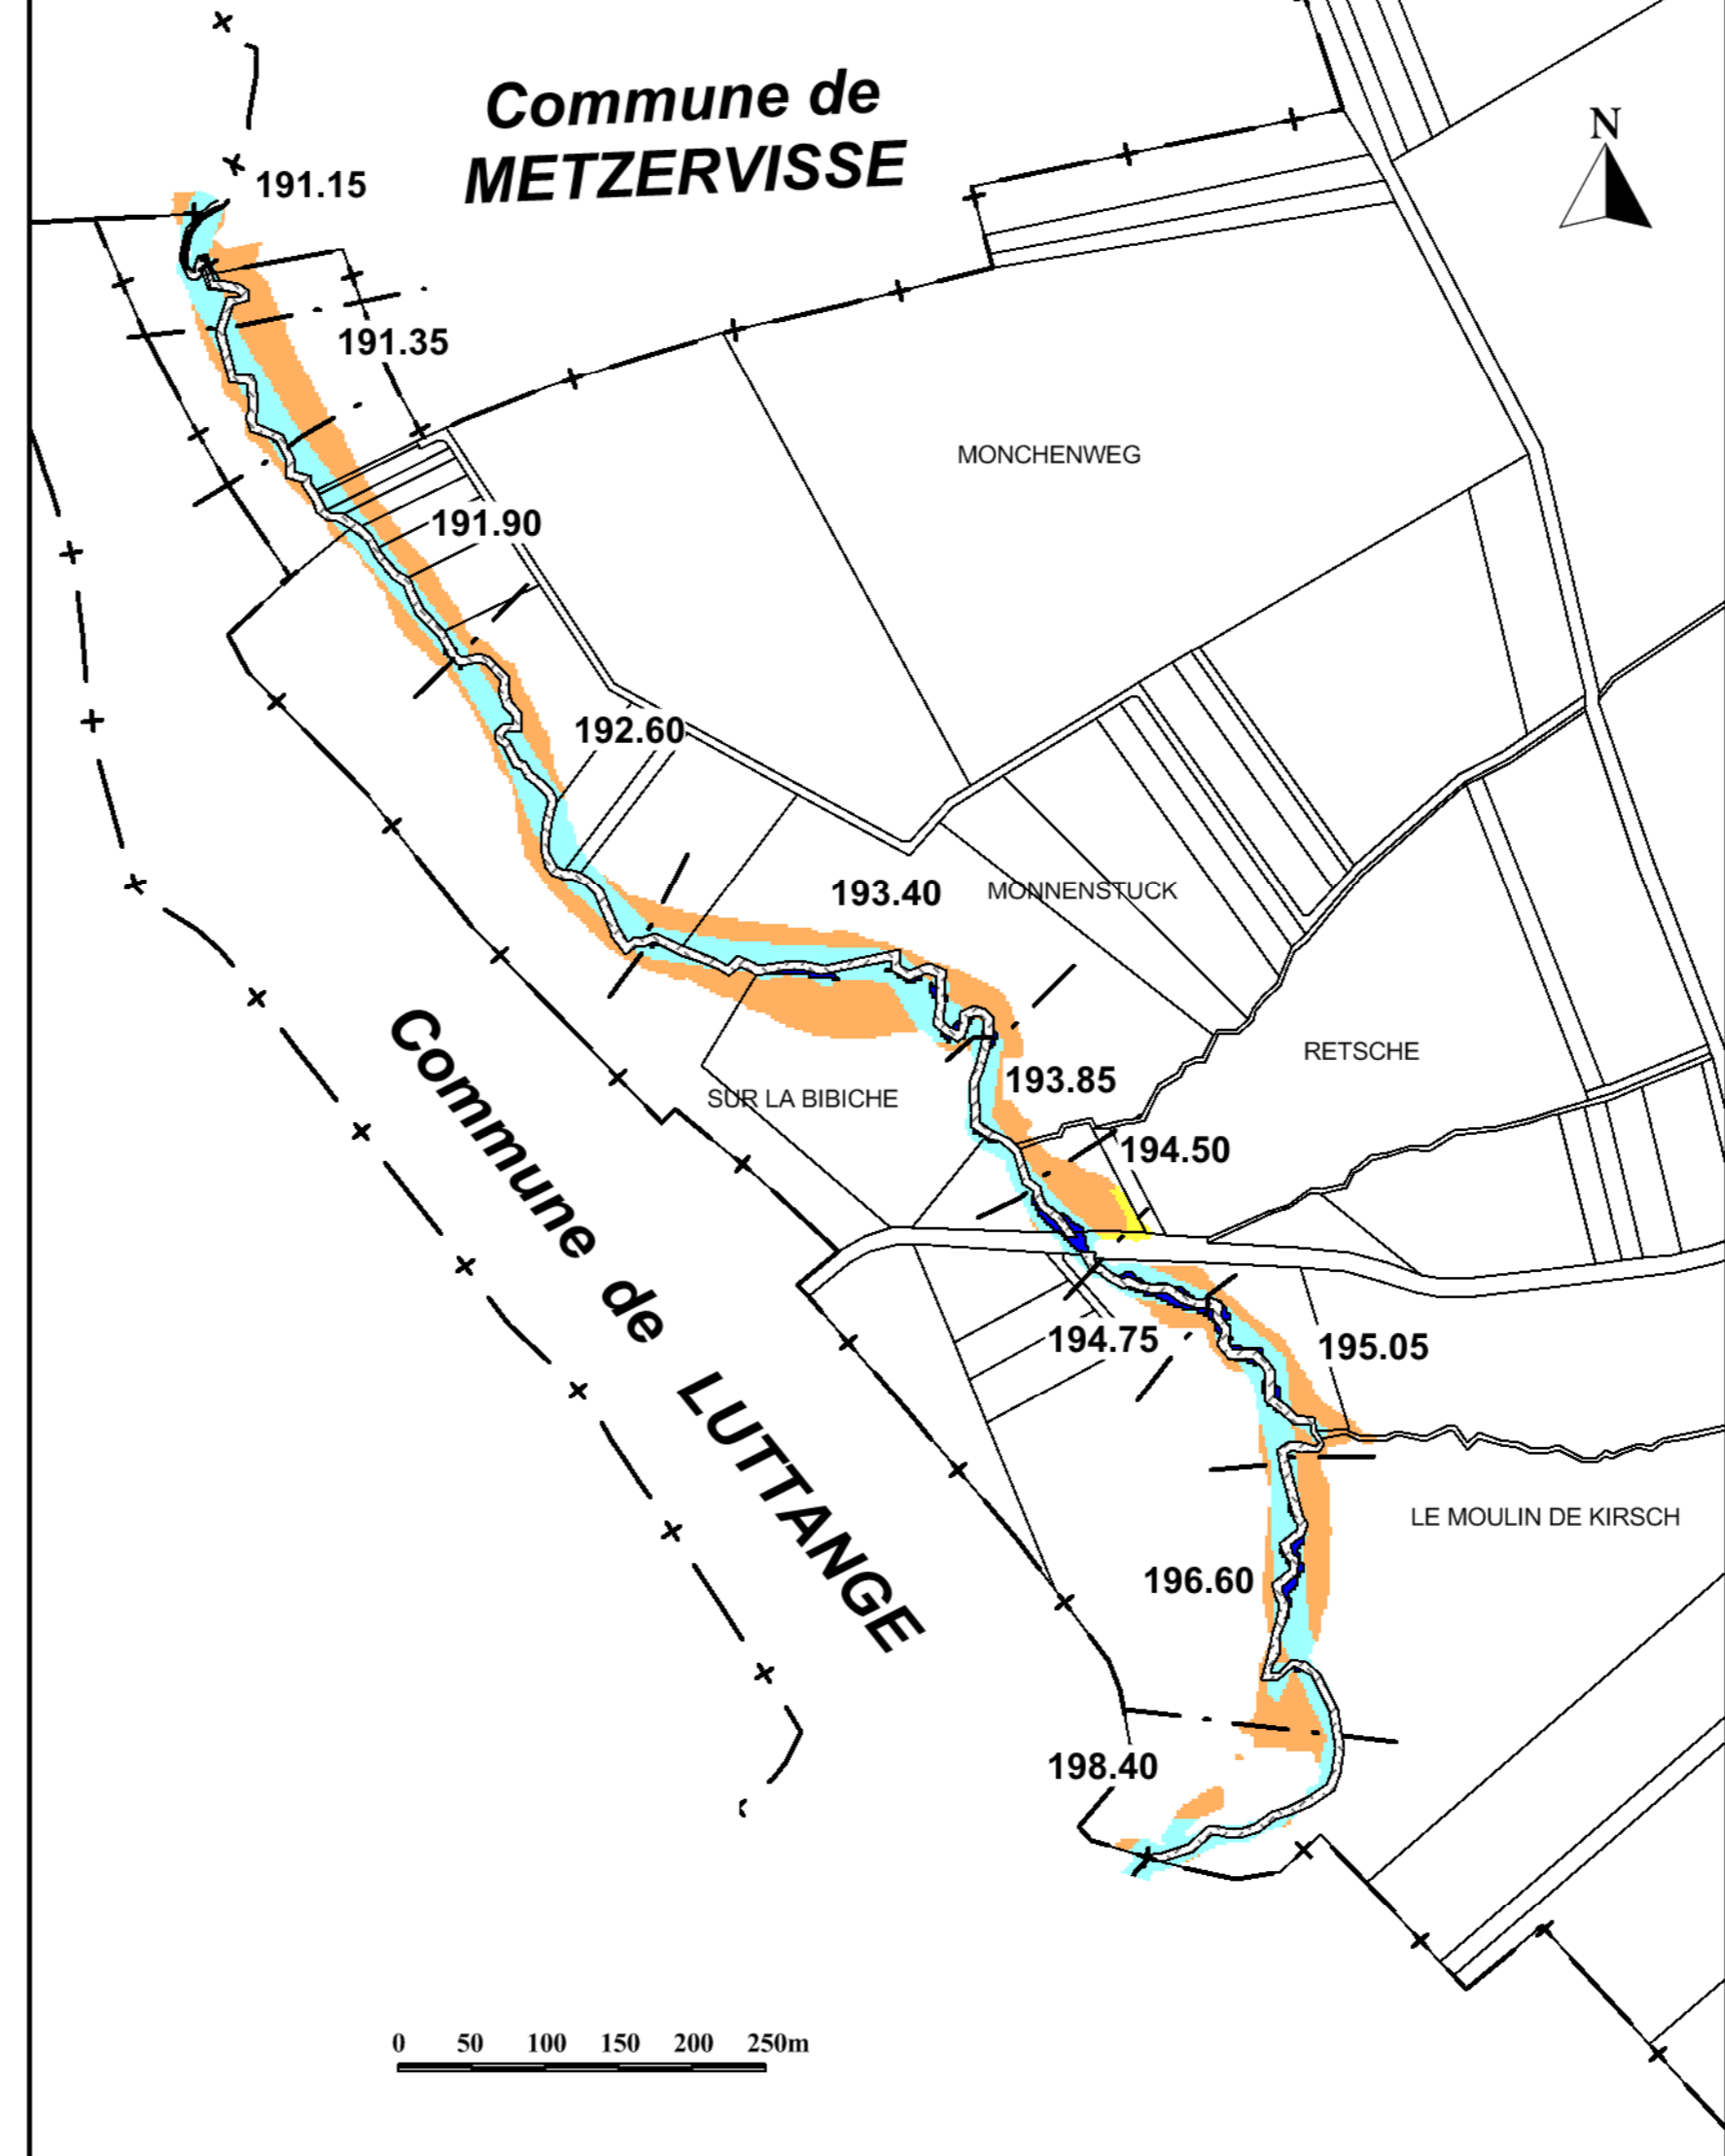 Commune de
METZERVISSE
N
191.15
191.35
MONCHENWEG
191.90
192.60
193.40
MONNENSTUCK
RETSCHE
193.85
SUR LA BIBICHE
194.50
Commune de LUTTANGE
194.75
195.05
LE MOULIN DE KIRSCH
196.60
198.40
0 50 100 150 200 250m